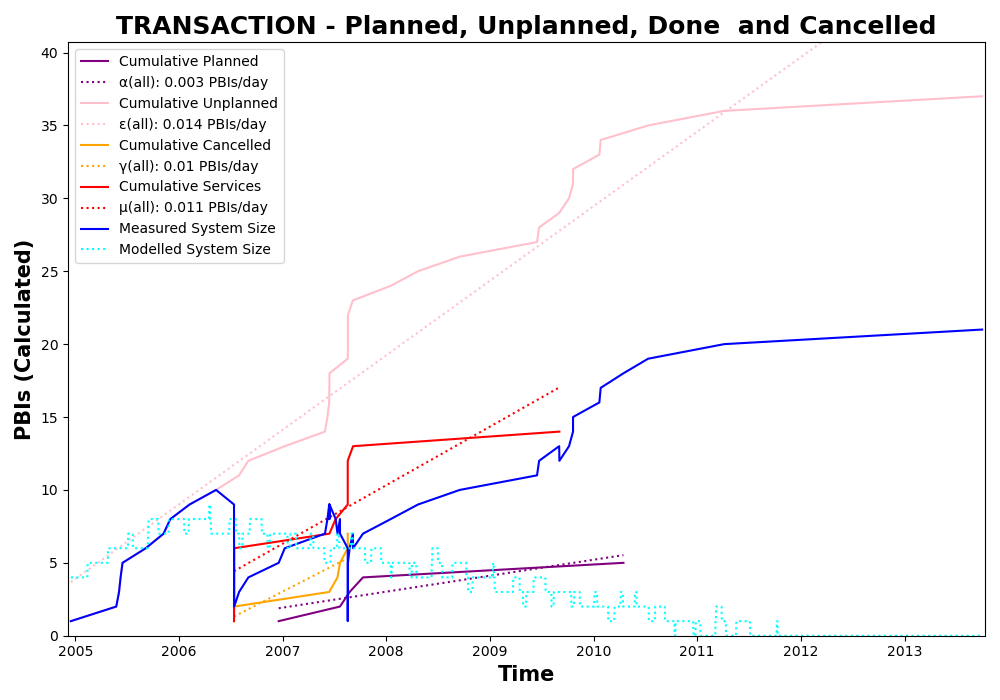 TRANSACTION - Planned, Unplanned, Done  and Cancelled
PBIs (Calculated)
40
35
30
25
20
15
10
5
0
Cumulative Planned
α(all): 0.003 PBIs/day
Cumulative Unplanned
ε(all): 0.014 PBIs/day
Cumulative Cancelled
γ(all): 0.01 PBIs/day
Cumulative Services
μ(all): 0.011 PBIs/day
Measured System Size
Modelled System Size
2005 2006 2007 2008 2009 2010 2011 2012 2013
Time